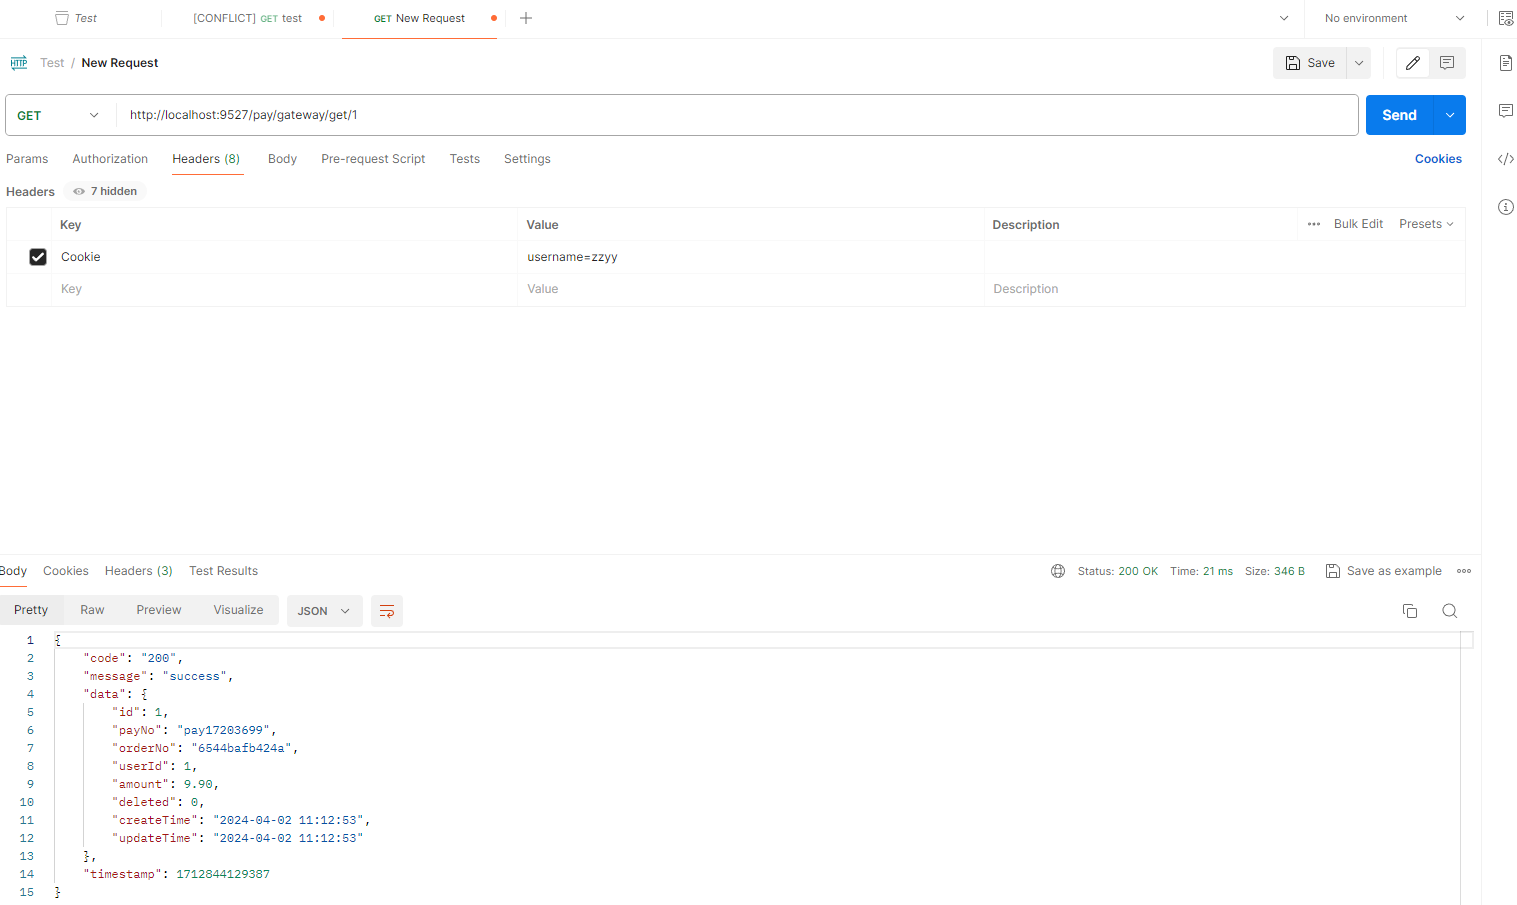 Test [CONFLICT] GET test GET New Request No environment
HTTP Test / New Request Save
GET http://localhost:9527/pay/gateway/get/1 Send
Params Authorization Headers (8) Body Pre-request Script Tests Settings Cookies
Headers 7 hidden
Key Value Description Bulk Edit Presets
Cookie username=zzyy
Key Value Description
Body Cookies Headers (3) Test Results Status: 200 OK Time: 21 ms Size: 346 B Save as example
Pretty Raw Preview Visualize JSON
1 {
2 "code": "200",
3 "message": "success",
4 "data": {
5 "id": 1,
6 "payNo": "pay17203699",
7 "orderNo": "6544bafb424a",
8 "userId": 1,
9 "amount": 9.90,
10 "deleted": 0,
11 "createTime": "2024-04-02 11:12:53",
12 "updateTime": "2024-04-02 11:12:53"
13 },
14 "timestamp": 1712844129387
15 }